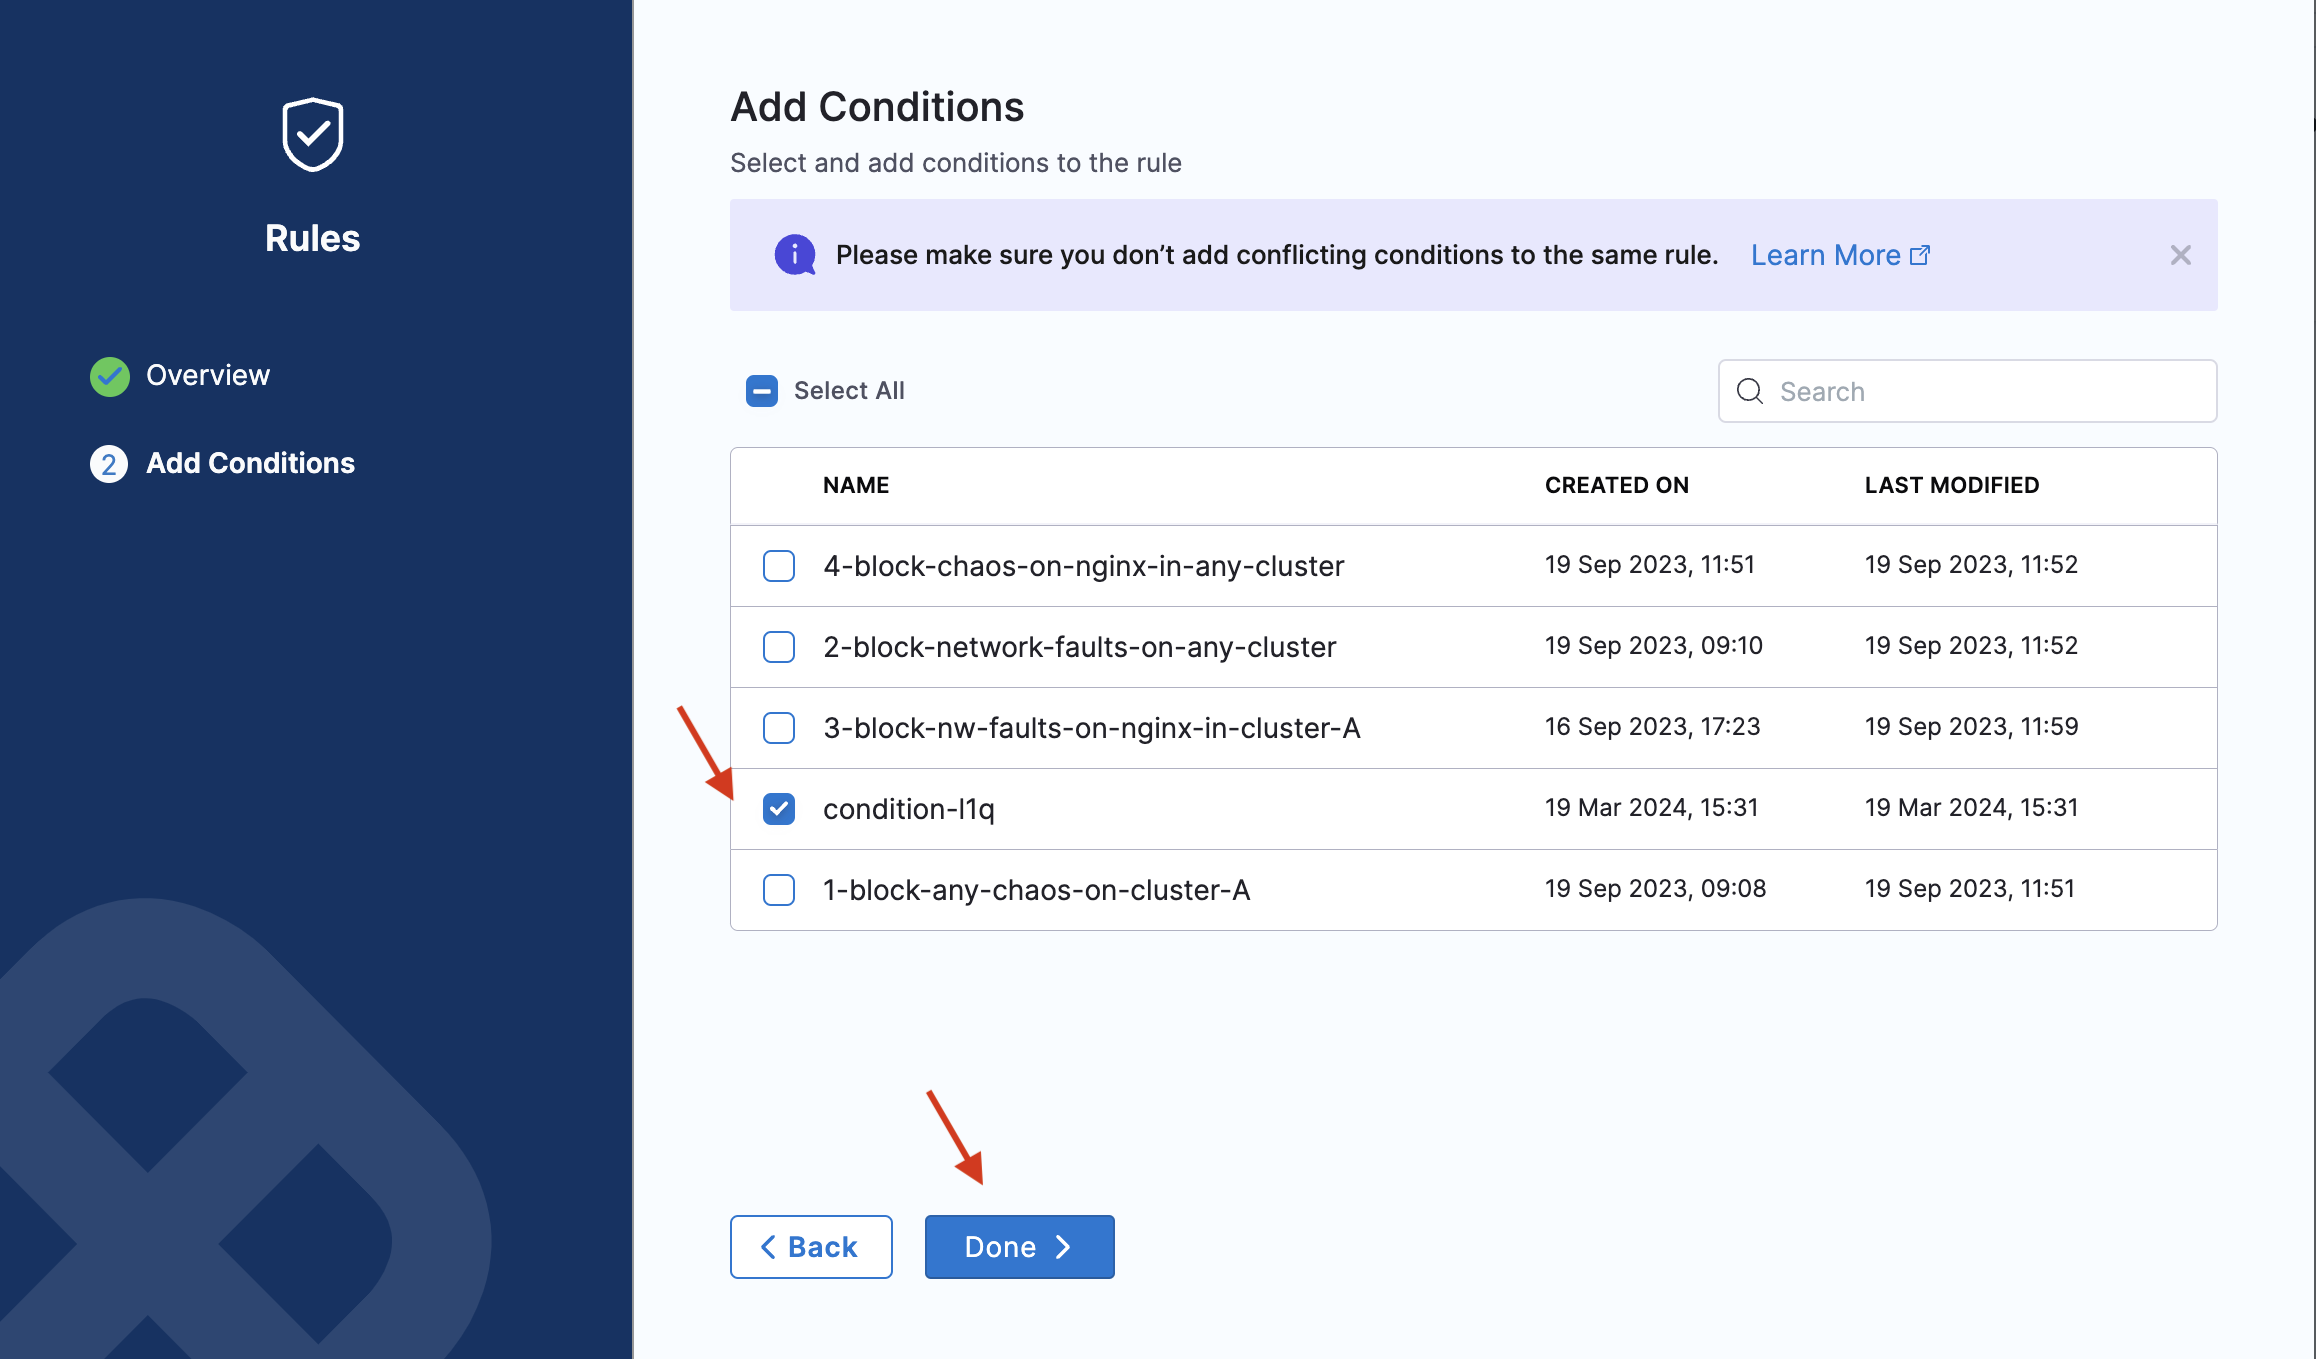 Rules
Overview
2 Add Conditions
Add Conditions
Select and add conditions to the rule
Please make sure you don’t add conflicting conditions to the same rule. Learn More
Select All
Search
NAME CREATED ON LAST MODIFIED
4-block-chaos-on-nginx-in-any-cluster 19 Sep 2023, 11:51 19 Sep 2023, 11:52
2-block-network-faults-on-any-cluster 19 Sep 2023, 09:10 19 Sep 2023, 11:52
3-block-nw-faults-on-nginx-in-cluster-A 16 Sep 2023, 17:23 19 Sep 2023, 11:59
condition-l1q 19 Mar 2024, 15:31 19 Mar 2024, 15:31
1-block-any-chaos-on-cluster-A 19 Sep 2023, 09:08 19 Sep 2023, 11:51
Back Done